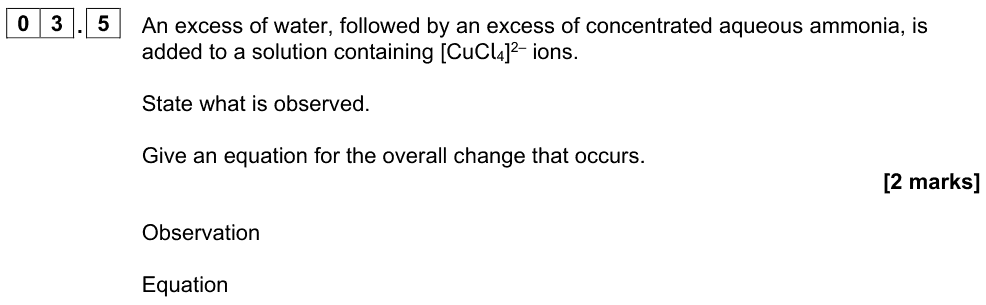 0 3 . 5 An excess of water, followed by an excess of concentrated aqueous ammonia, is
added to a solution containing [CuCl₄]²⁻ ions.
State what is observed.
Give an equation for the overall change that occurs.
[2 marks]
Observation
Equation